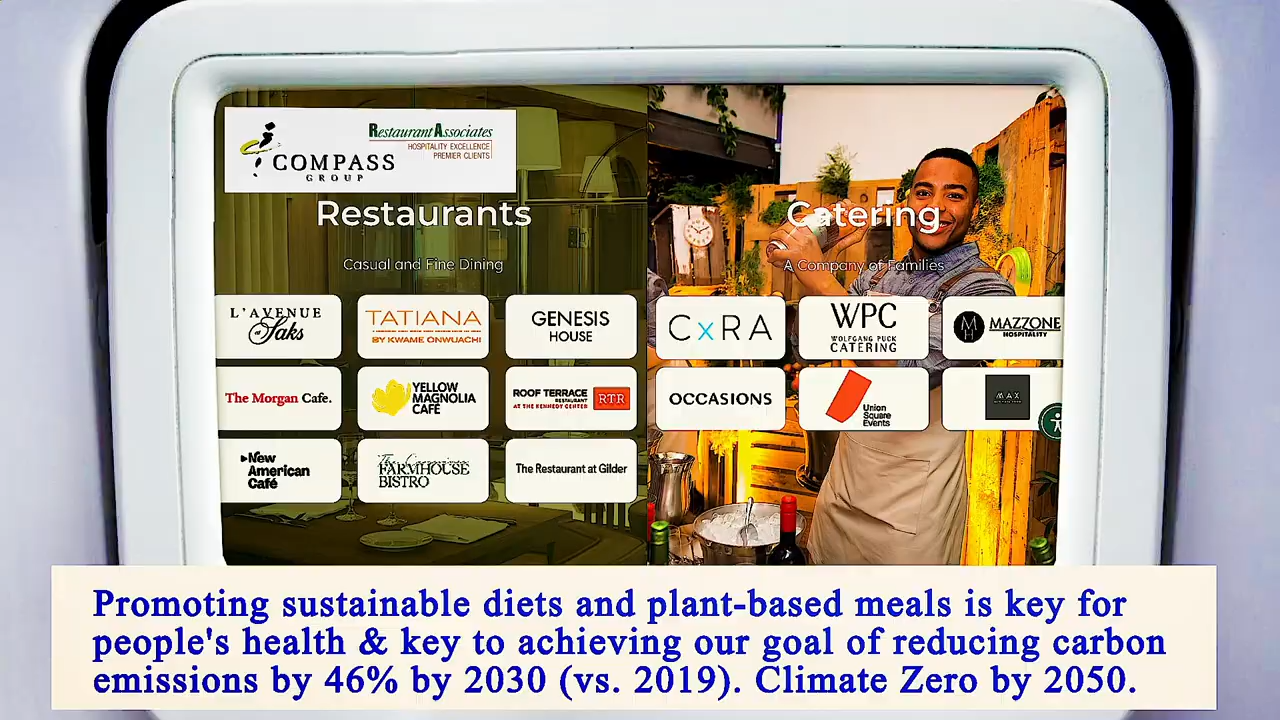 COMPASS
GROUP
Restaurant Associates
HOSPITALITY EXCELLENCE
PREMIER CLIENTS
Restaurants
Casual and Fine Dining
L'AVENUE
Saks
TATIANA
BY KWAME ONWUACHI
GENESIS
HOUSE
The Morgan Cafe.
YELLOW
MAGNOLIA
CAFÉ
ROOF TERRACE
RESTAURANT
AT THE KENNEDY CENTER
RTR
New
American
Café
FARMHOUSE
BISTRO
The Restaurant at Gilder
Catering
A Company of Families
CxRA
WPC
WOLFGANG PUCK
CATERING
MH
MAZZONE
HOSPITALITY
OCCASIONS
Union
Square
Events
MAX
Promoting sustainable diets and plant-based meals is key for
people's health & key to achieving our goal of reducing carbon
emissions by 46% by 2030 (vs. 2019). Climate Zero by 2050.